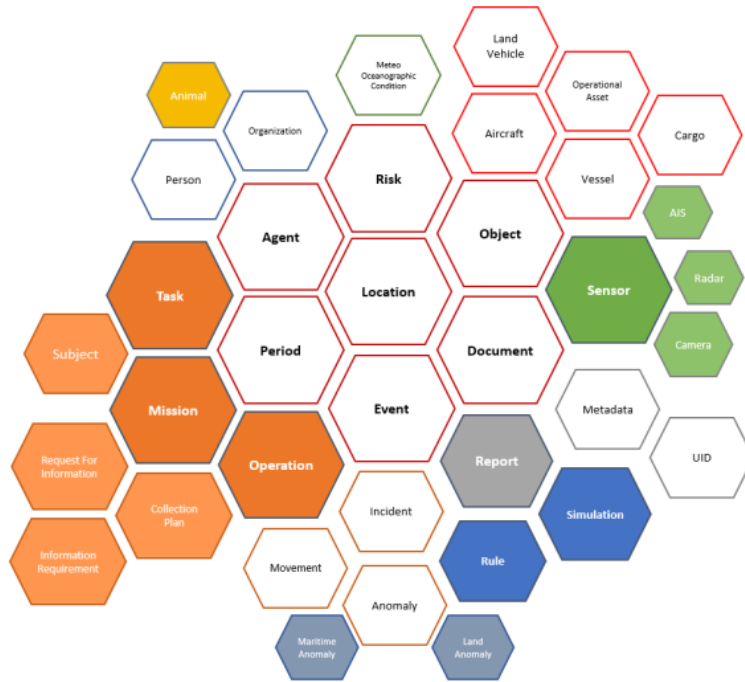 Land
Vehicle
Meteo
Oceanographic
Condition
Operational
Asset
Animal
Organization
Aircraft
Cargo
Person
Risk
Vessel
AIS
Agent
Object
Radar
Task
Location
Sensor
Subject
Period
Document
Camera
Mission
Event
Metadata
Request For
Information
Operation
Report
UID
Collection
Plan
Incident
Simulation
Information
Requirement
Movement
Rule
Anomaly
Maritime
Anomaly
Land
Anomaly